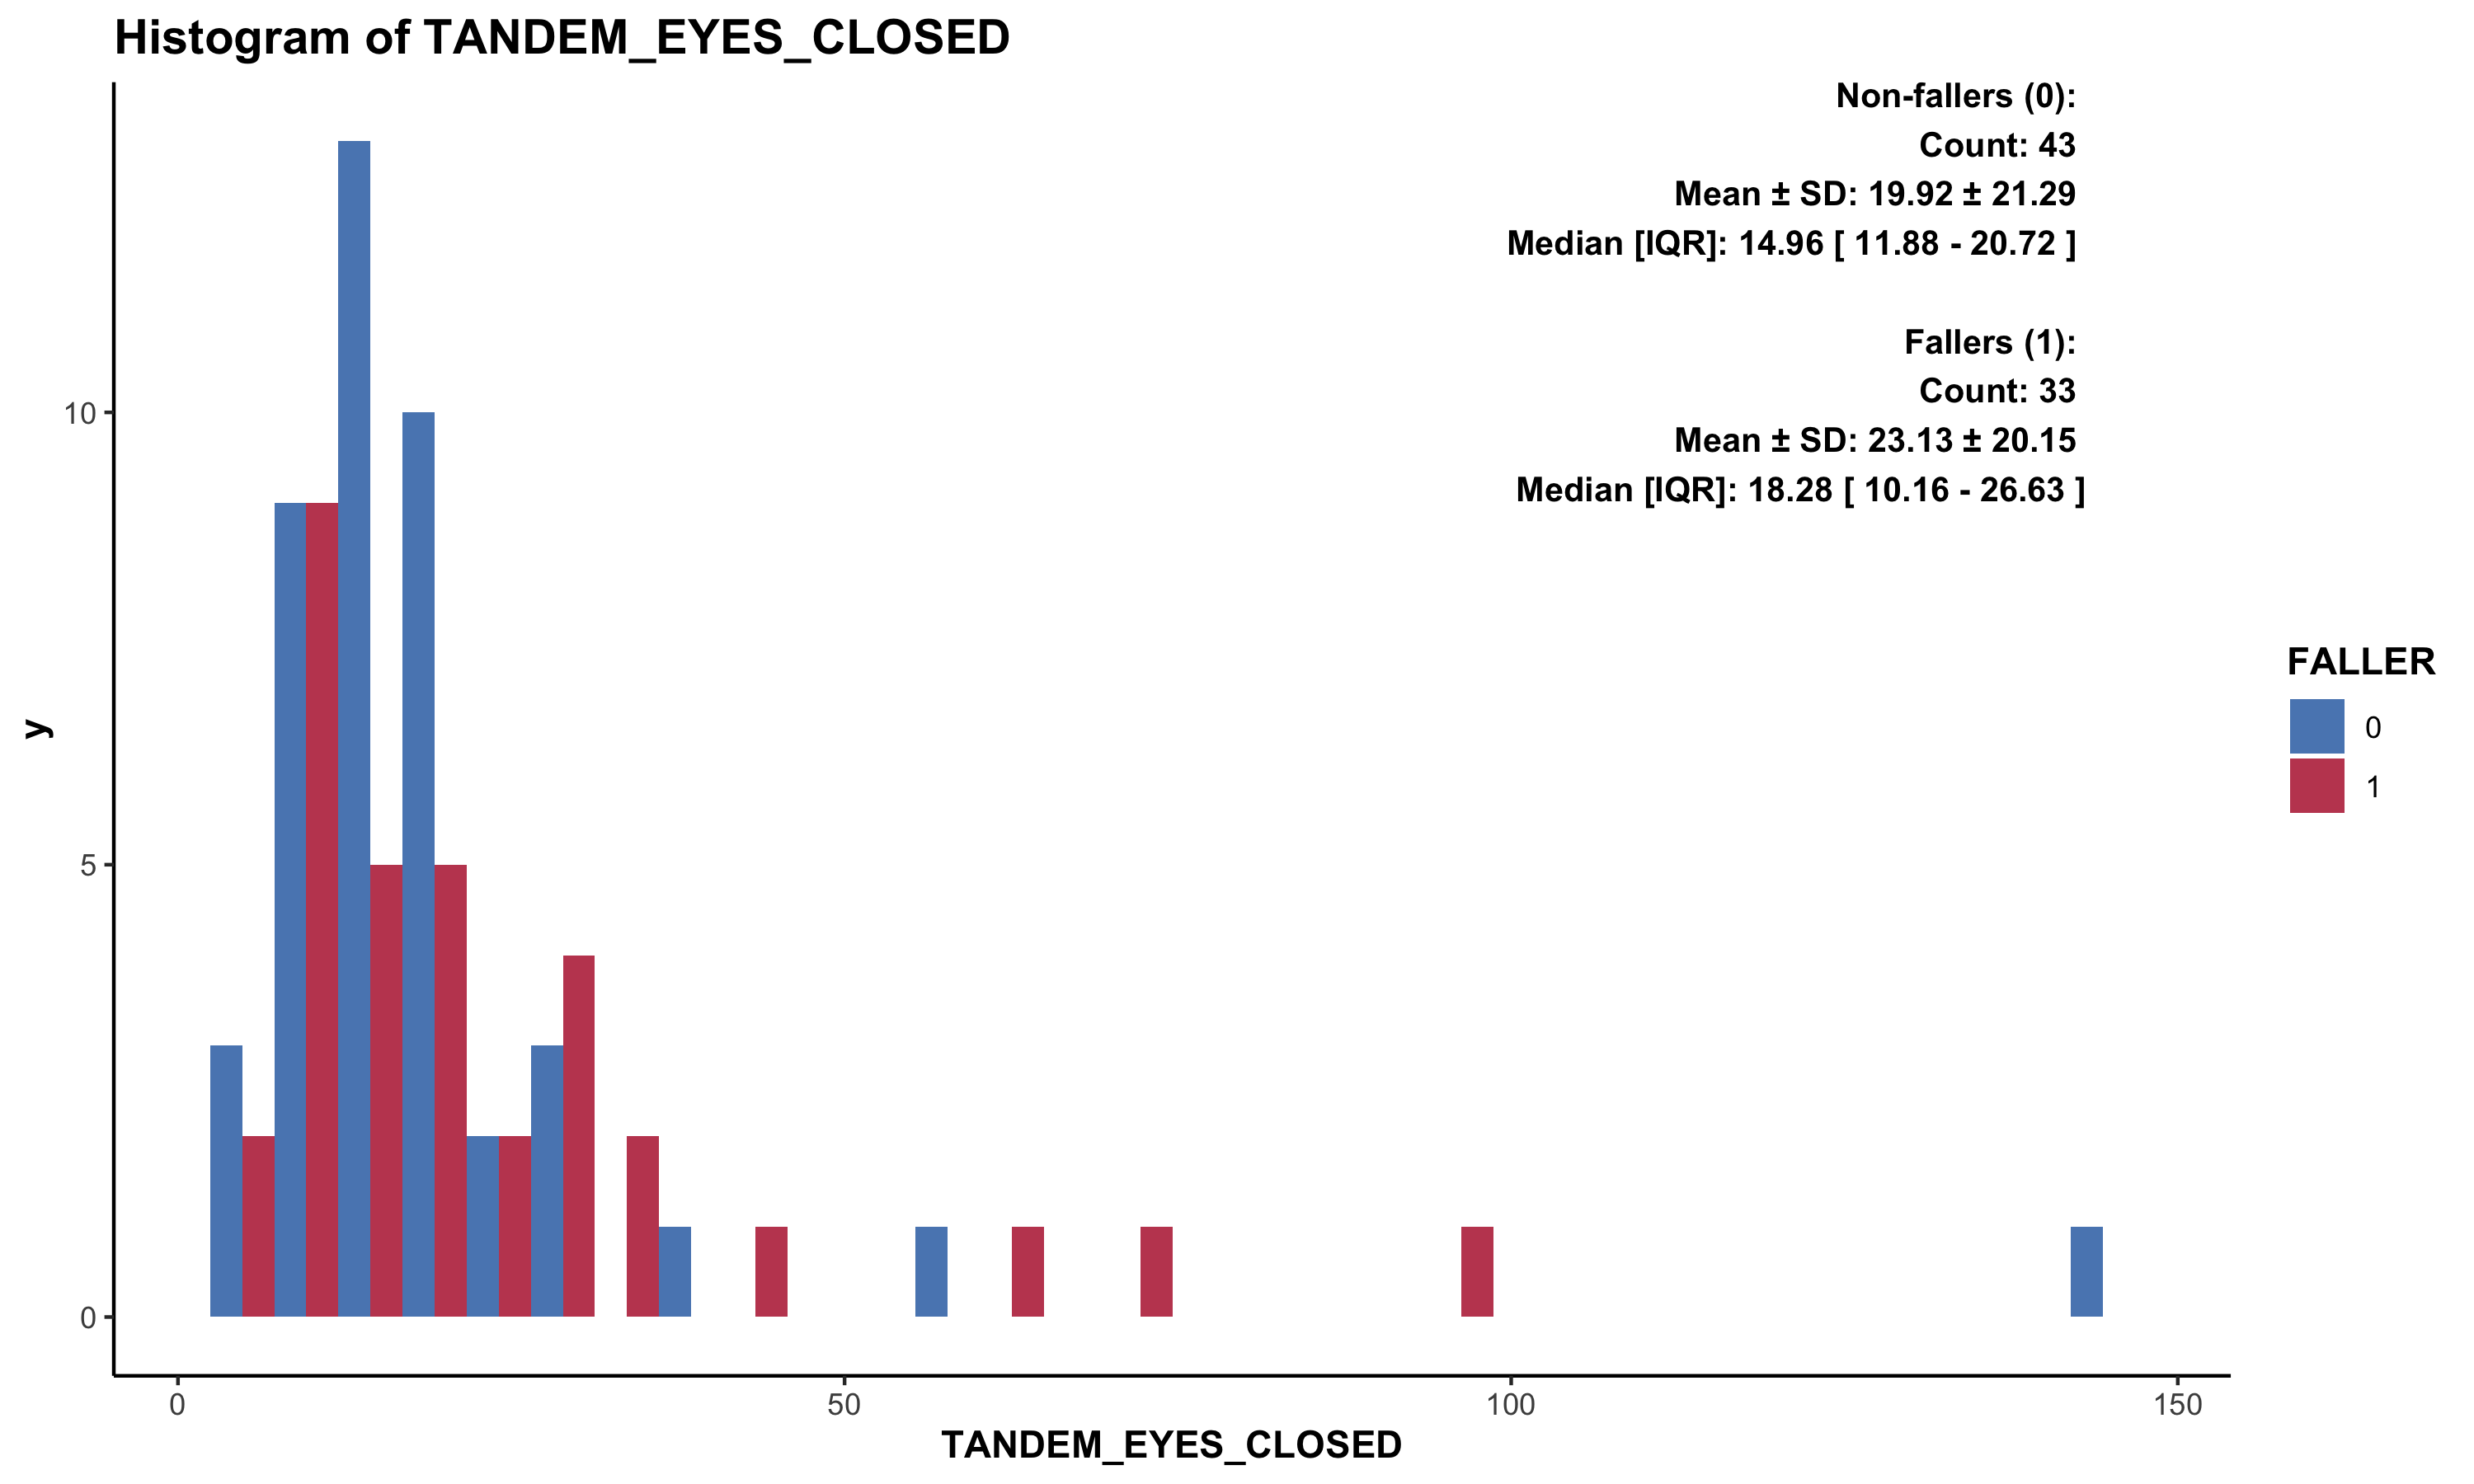 Histogram of TANDEM_EYES_CLOSED
Non-fallers (0):
Count: 43
Mean ± SD: 19.92 ± 21.29
Median [IQR]: 14.96 [ 11.88 - 20.72 ]
Fallers (1):
Count: 33
Mean ± SD: 23.13 ± 20.15
Median [IQR]: 18.28 [ 10.16 - 26.63 ]
10
5
0
y
FALLER
0
1
0 50 100 150
TANDEM_EYES_CLOSED